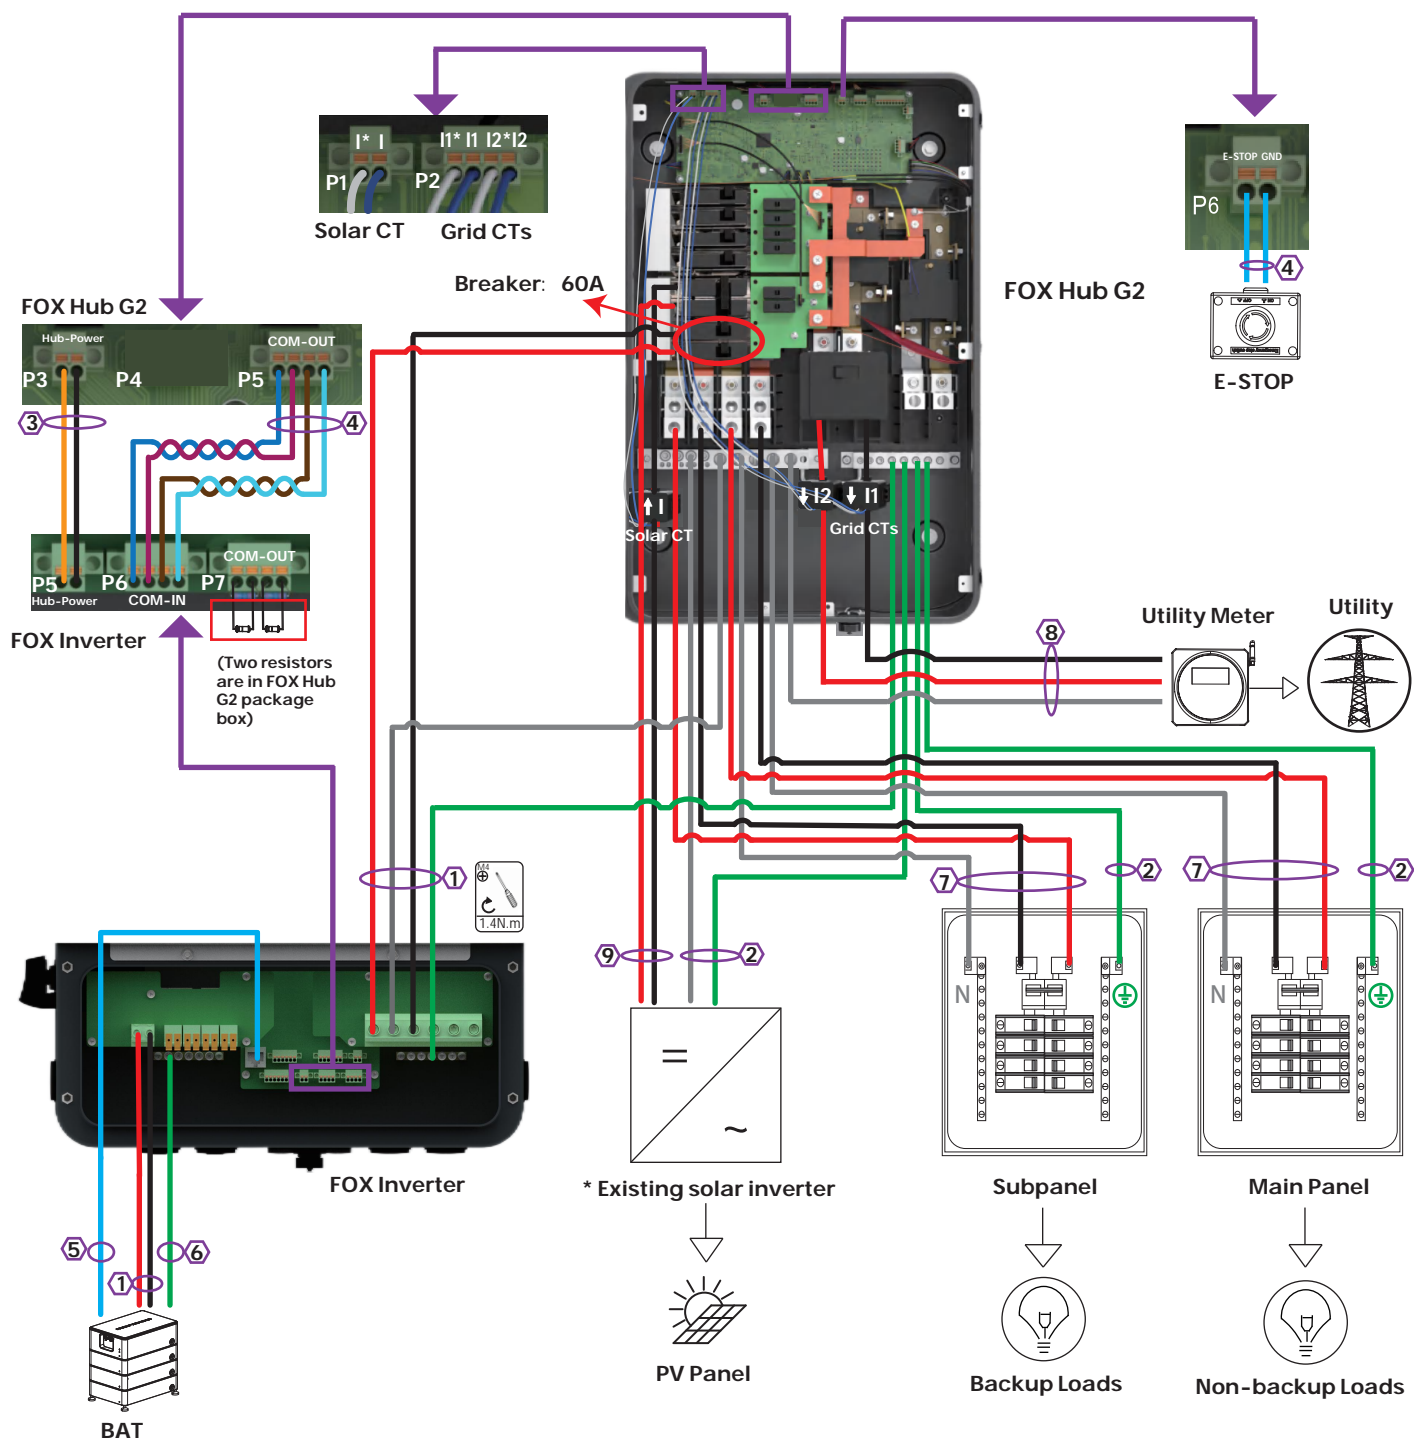 I* I
I1* I1 I2* I2
P1
P2
Solar CT
Grid CTs
E-STOP GND
P6
4
E-STOP
Breaker: 60A
FOX Hub G2
FOX Hub G2
Hub-Power
COM-OUT
P3
P4
P5
3
4
COM-OUT
P5
P6
P7
Hub-Power
COM-IN
FOX Inverter
(Two resistors
are in FOX Hub
G2 package
box)
I
I2
I1
Solar CT
Grid CTs
8
Utility Meter
Utility
1
M4
1.4N.m
7
2
7
2
9
2
N
N
=
~
FOX Inverter
* Existing solar inverter
Subpanel
Main Panel
5
6
1
PV Panel
Backup Loads
Non-backup Loads
BAT